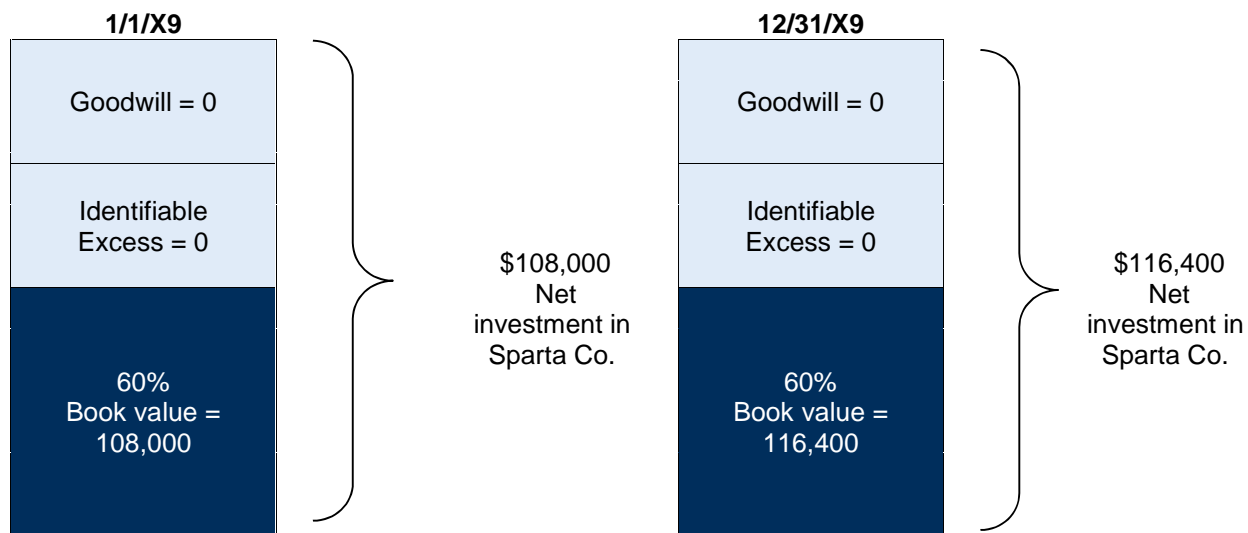 1/1/X9
Goodwill = 0
Identifiable
Excess = 0
60%
Book value =
108,000
$108,000
Net
investment in
Sparta Co.
12/31/X9
Goodwill = 0
Identifiable
Excess = 0
60%
Book value =
116,400
$116,400
Net
investment in
Sparta Co.